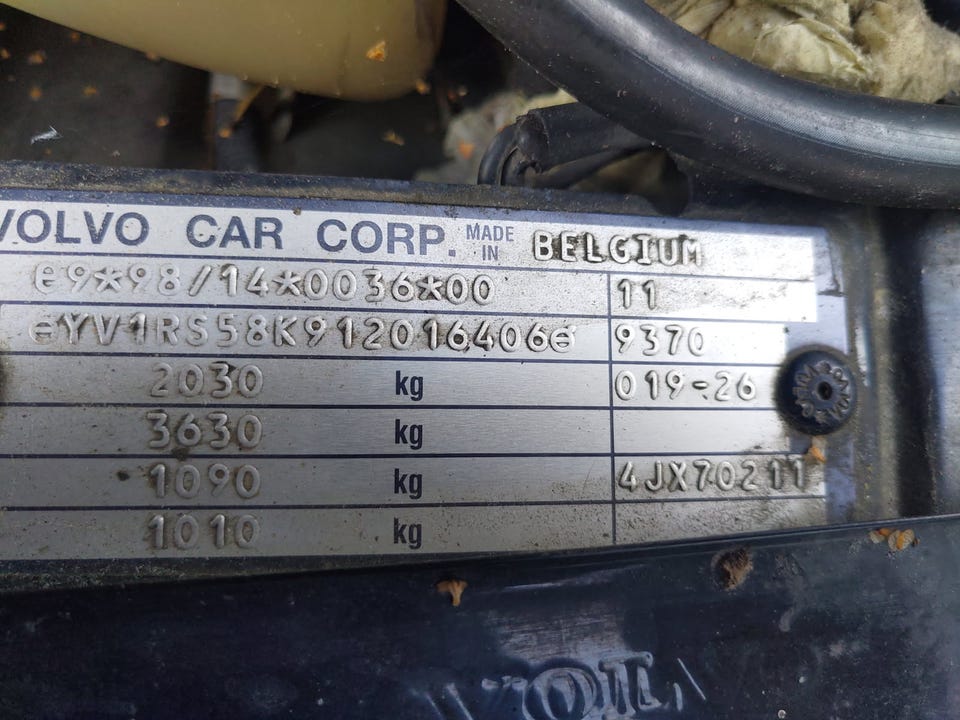 VOLVO CAR CORP. MADE IN BELGIUM
e9*98/14*0036*00 11
YV1RS58K912016406 9370
2030 kg 019-26
3630 kg
1090 kg 4JX70211
1010 kg